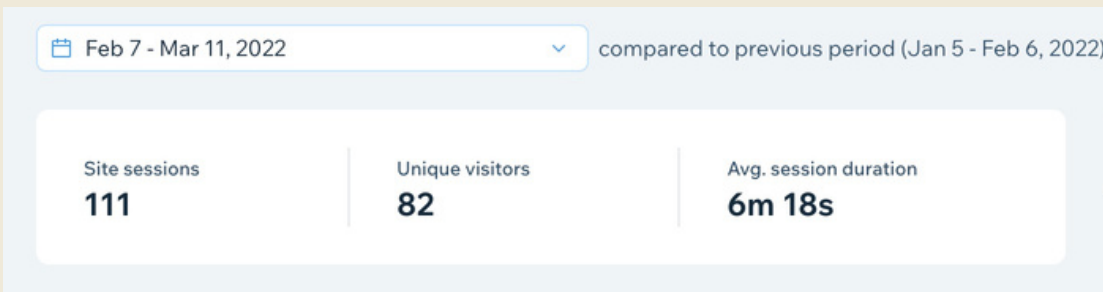 Feb 7 - Mar 11, 2022 compared to previous period (Jan 5 - Feb 6, 2022)
Site sessions Unique visitors Avg. session duration
111 82 6m 18s